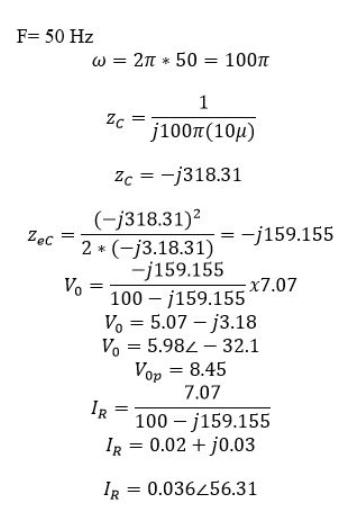 F= 50 Hz
ω = 2π * 50 = 100π
z_C = 1 / j100π(10μ)
z_C = −j318.31
z_eC = (−j318.31)² / 2 * (−j3.18.31) = −j159.155
V_0 = −j159.155 / 100 − j159.155 x7.07
V_0 = 5.07 − j3.18
V_0 = 5.98∠ − 32.1
V_0p = 8.45
I_R = 7.07 / 100 − j159.155
I_R = 0.02 + j0.03
I_R = 0.036∠56.31